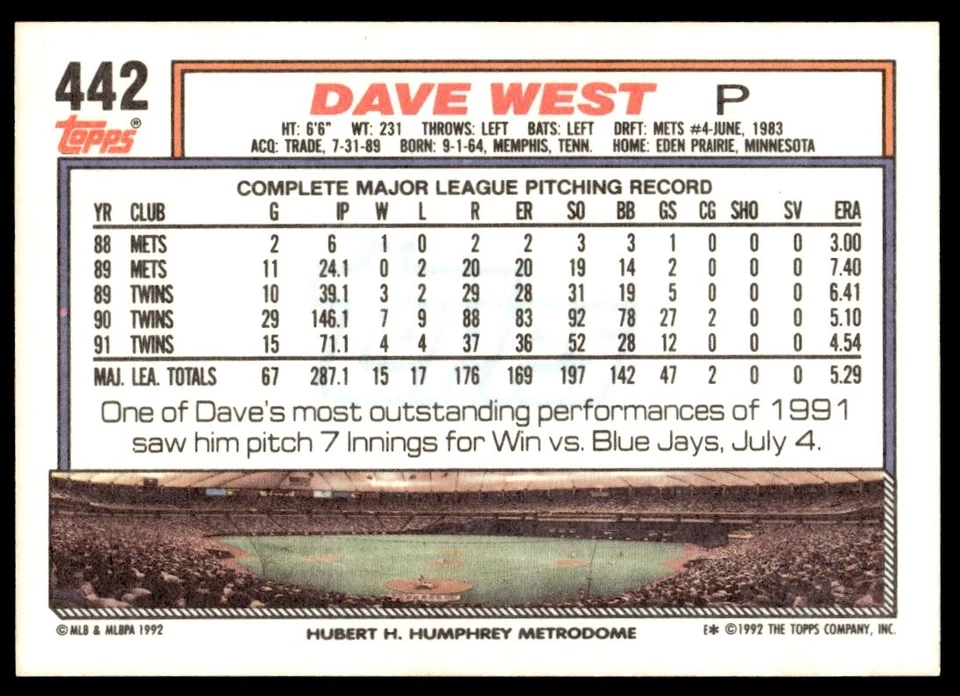 442
topps®
DAVE WEST P
HT: 6'6" WT: 231 THROWS: LEFT BATS: LEFT DRFT: METS #4-JUNE, 1983
ACQ: TRADE, 7-31-89 BORN: 9-1-64, MEMPHIS, TENN. HOME: EDEN PRAIRIE, MINNESOTA
COMPLETE MAJOR LEAGUE PITCHING RECORD
YR CLUB G IP W L R ER SO BB GS CG SHO SV ERA
88 METS 2 6 1 0 2 2 3 3 1 0 0 0 3.00
89 METS 11 24.1 0 2 20 20 19 14 2 0 0 0 7.40
89 TWINS 10 39.1 3 2 29 28 31 19 5 0 0 0 6.41
90 TWINS 29 146.1 7 9 88 83 92 78 27 2 0 0 5.10
91 TWINS 15 71.1 4 4 37 36 52 28 12 0 0 0 4.54
MAJ. LEA. TOTALS 67 287.1 15 17 176 169 197 142 47 2 0 0 5.29
One of Dave's most outstanding performances of 1991
saw him pitch 7 Innings for Win vs. Blue Jays, July 4.
© MLB & MLBPA 1992
HUBERT H. HUMPHREY METRODOME
E* ©1992 THE TOPPS COMPANY, INC.